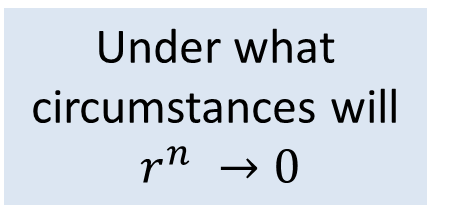 Under what
circumstances will
𝑟ⁿ → 0